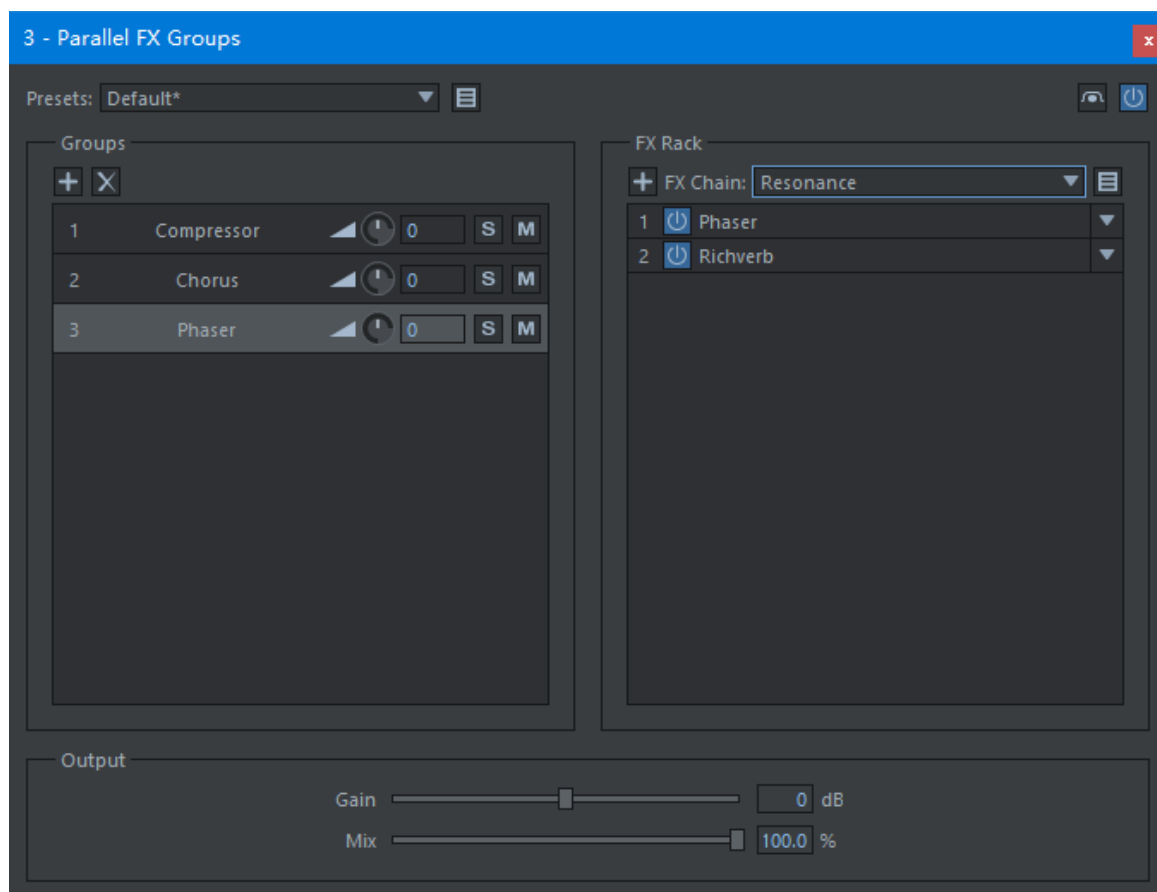 3 - Parallel FX Groups
x
Presets: Default*
Groups
1 Compressor 0 S M
2 Chorus 0 S M
3 Phaser 0 S M
FX Rack
FX Chain: Resonance
1 Phaser
2 Richverb
Output
Gain 0 dB
Mix 100.0 %